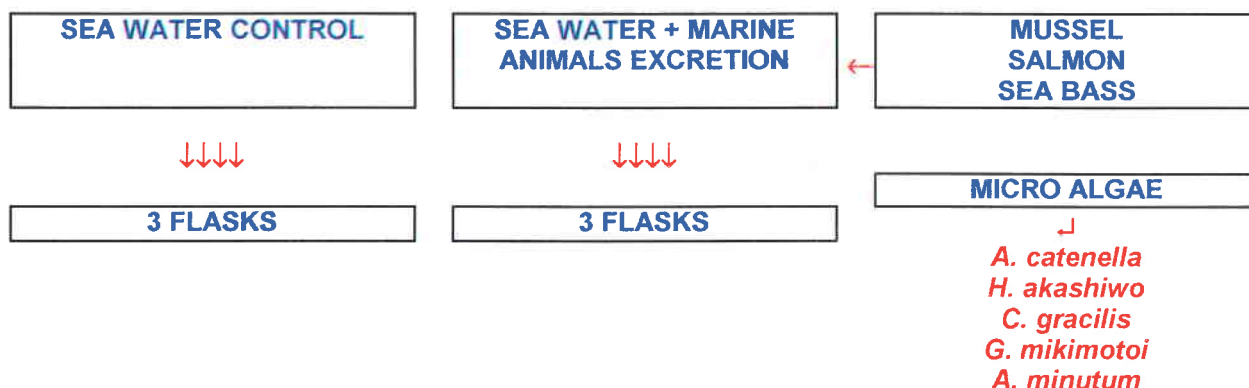 SEA WATER CONTROL
SEA WATER + MARINE
ANIMALS EXCRETION
←
MUSSEL
SALMON
SEA BASS
↓↓↓↓
↓↓↓↓
3 FLASKS
3 FLASKS
MICRO ALGAE
↵
A. catenella
H. akashiwo
C. gracilis
G. mikimotoi
A. minutum